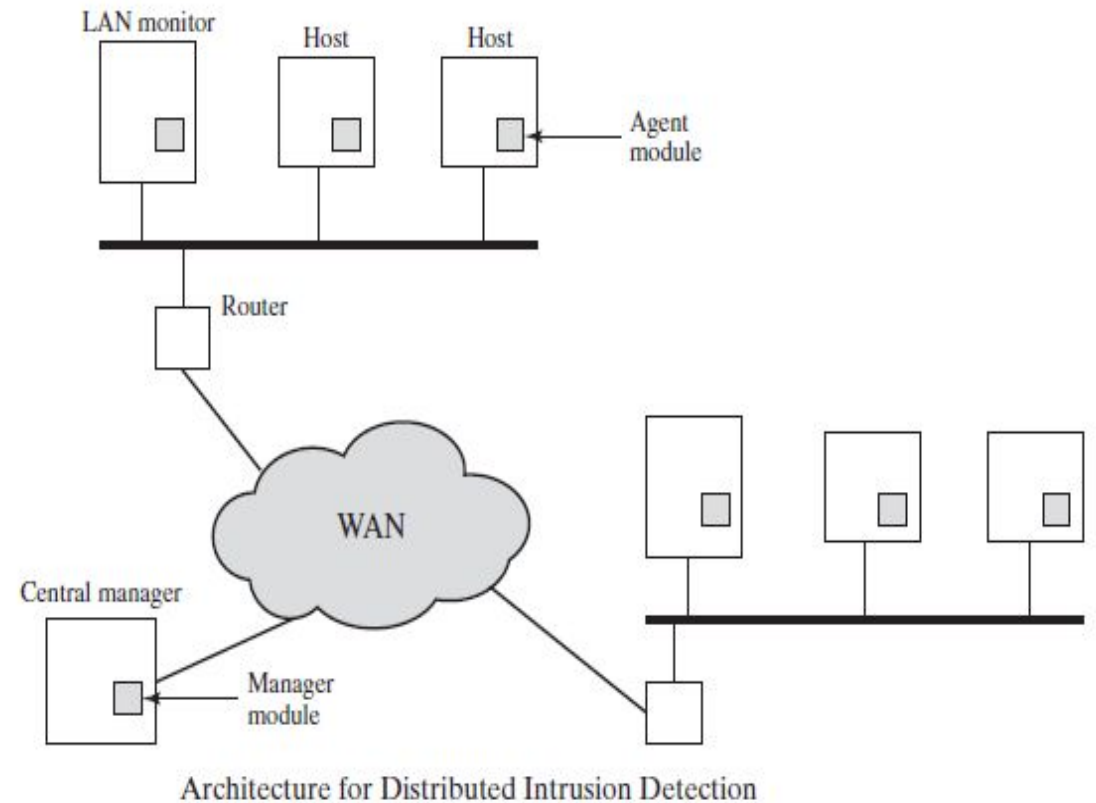 LAN monitor
Host
Host
Agent
module
Router
WAN
Central manager
Manager
module
Architecture for Distributed Intrusion Detection